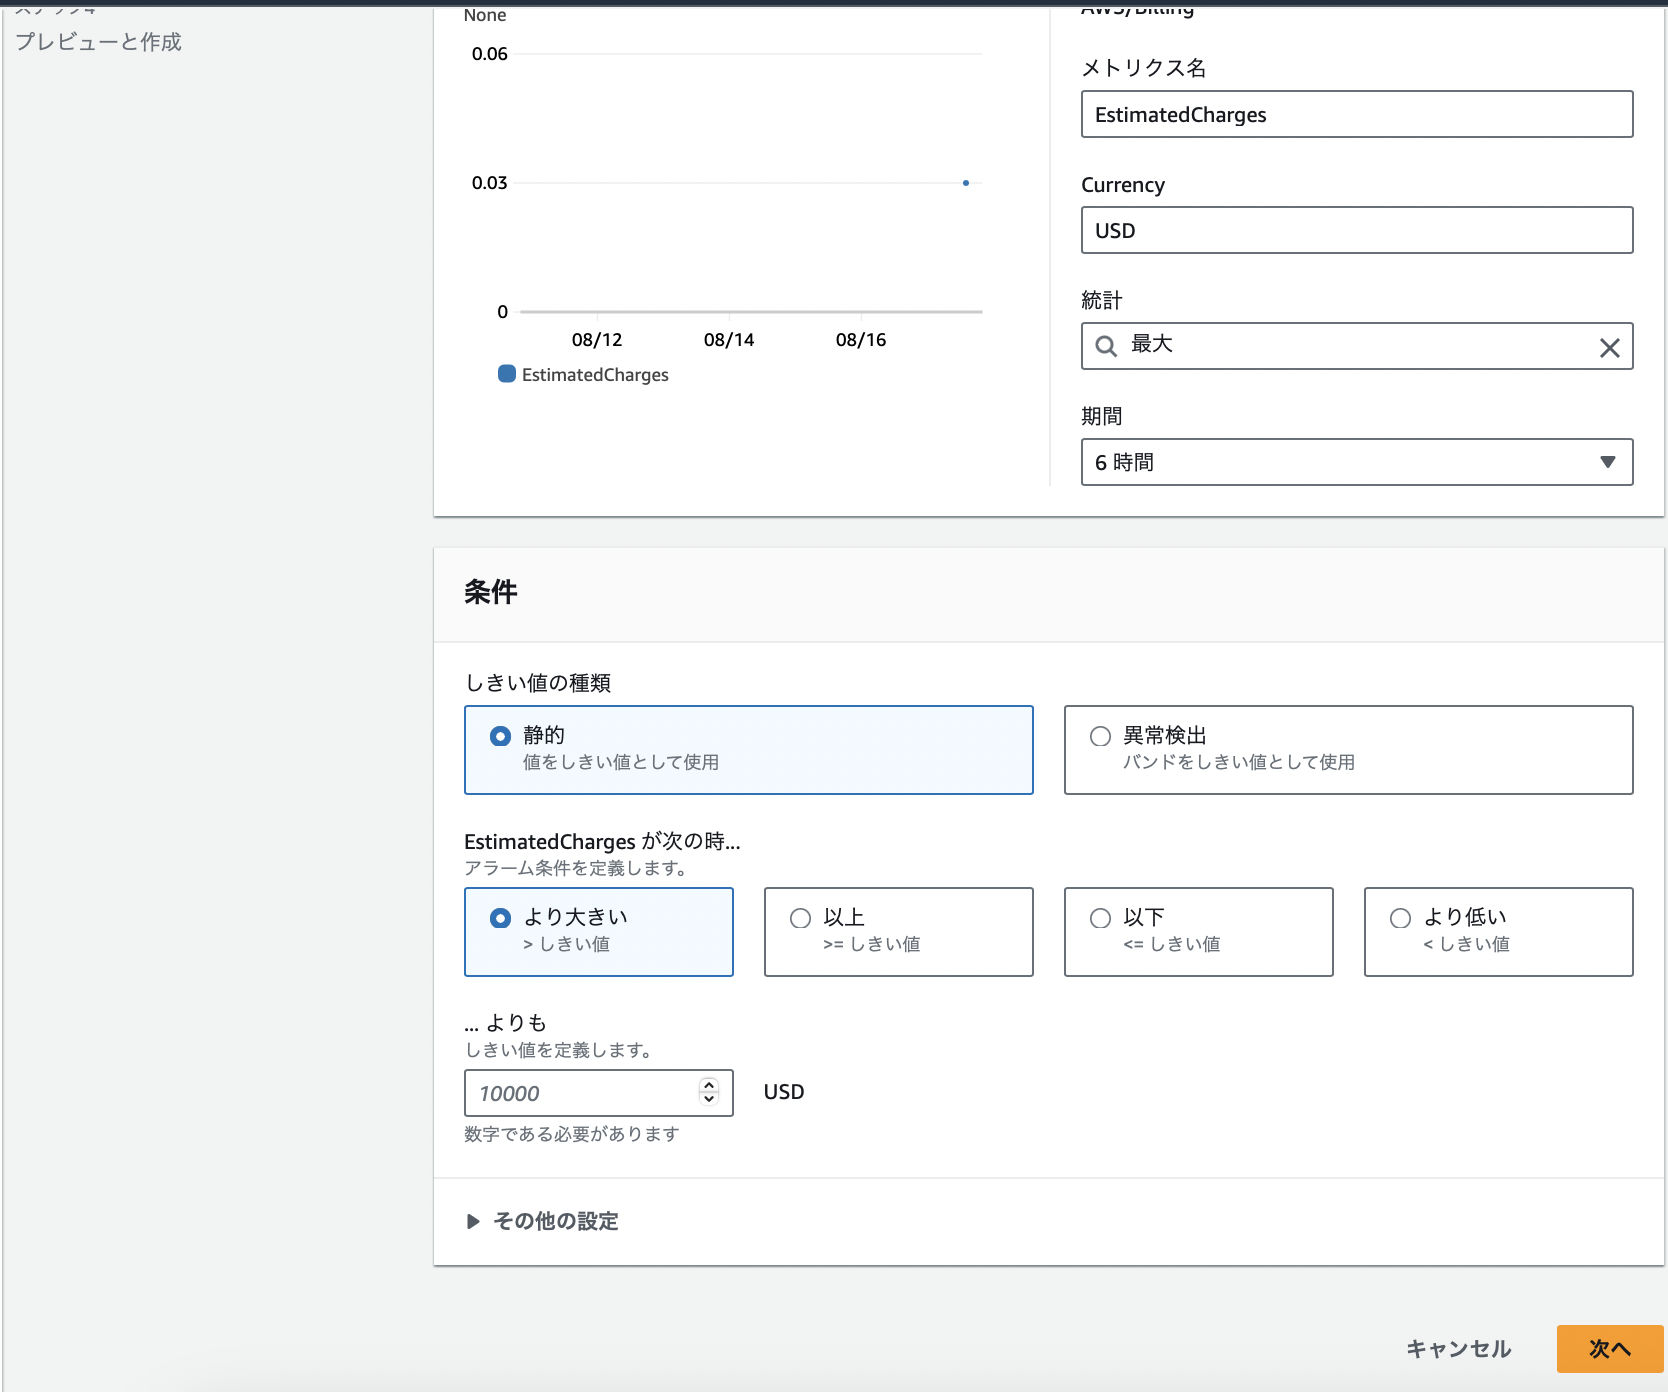 ステップ4
プレビューと作成
None
0.06
0.03
0
08/12
08/14
08/16
EstimatedCharges
AWS/Billing
メトリクス名
EstimatedCharges
Currency
USD
統計
最大
期間
6 時間
条件
しきい値の種類
静的
値をしきい値として使用
異常検出
バンドをしきい値として使用
EstimatedCharges が次の時...
アラーム条件を定義します。
より大きい
> しきい値
以上
>= しきい値
以下
<= しきい値
より低い
< しきい値
... よりも
しきい値を定義します。
10000
USD
数字である必要があります
その他の設定
キャンセル
次へ